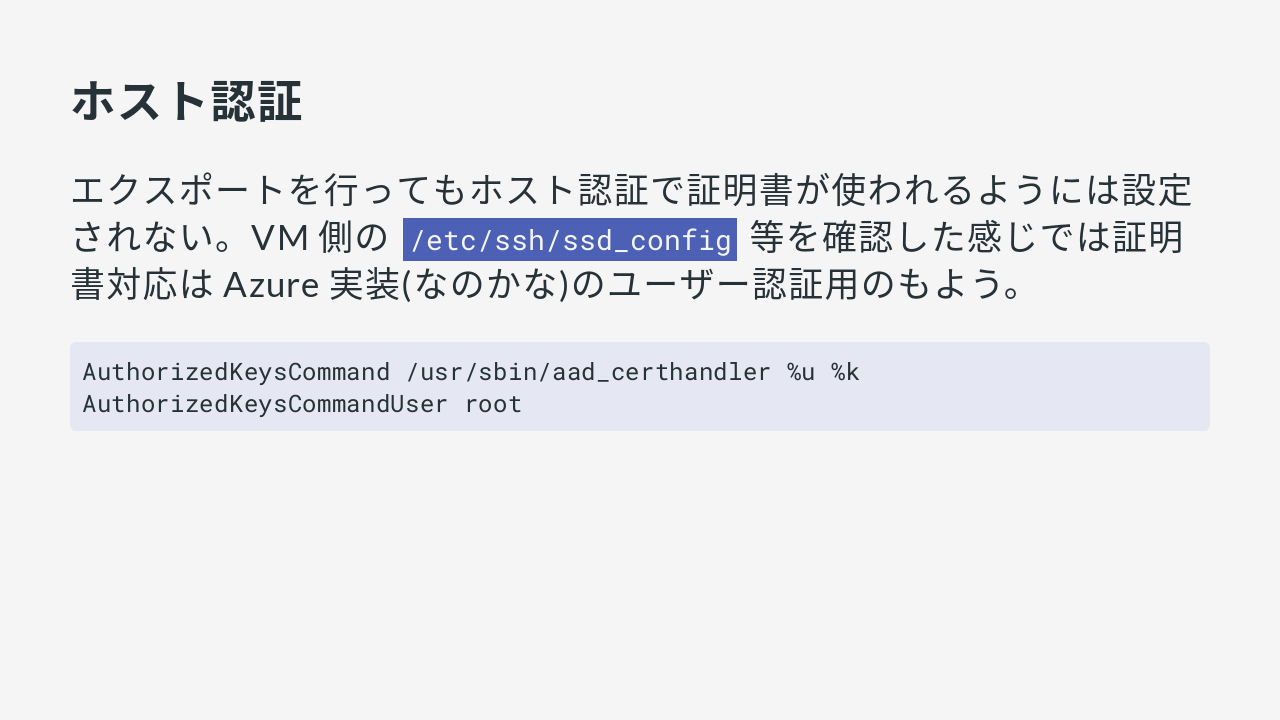 ホスト認証
エクスポートを行ってもホスト認証で証明書が使われるようには設定
されない。VM 側の /etc/ssh/ssd_config 等を確認した感じでは証明
書対応は Azure 実装(なのかな)のユーザー認証用のもよう。
AuthorizedKeysCommand /usr/sbin/aad_certhandler %u %k
AuthorizedKeysCommandUser root